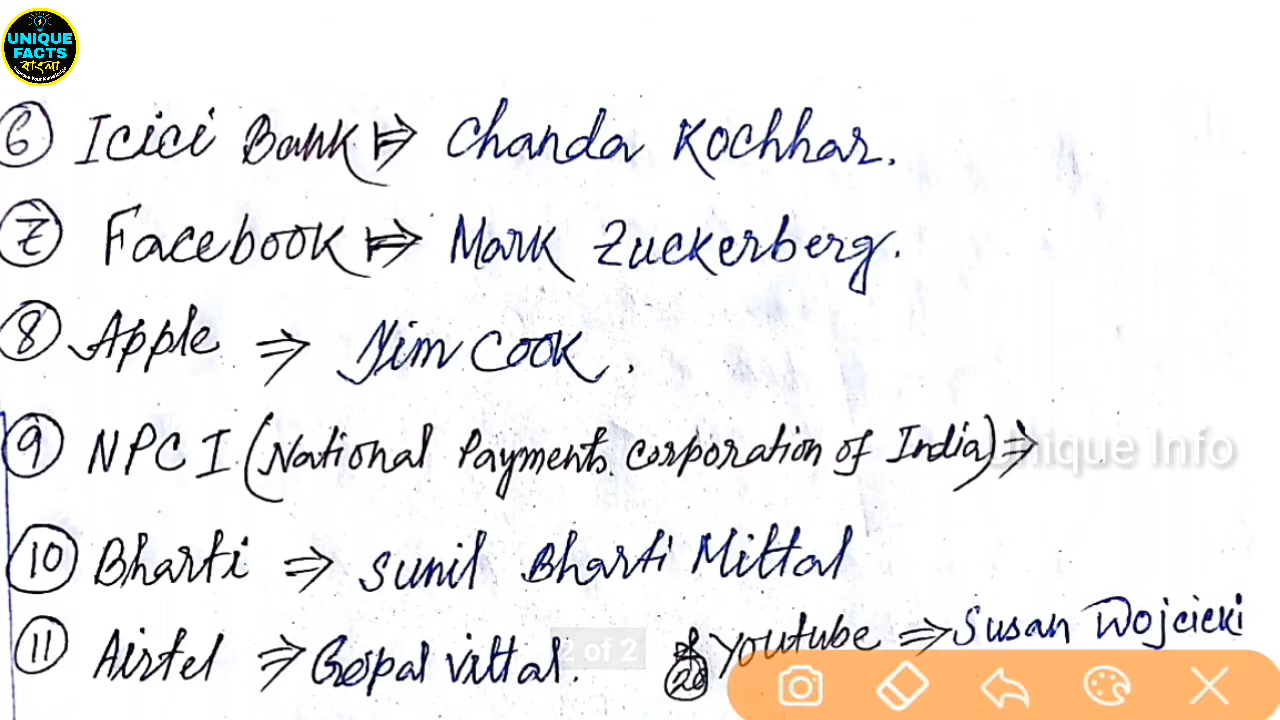 UNIQUE
FACTS
বাংলা
6 Icici Bank ⇒ Chanda Kochhar.
7 Facebook ⇒ Mark Zuckerberg.
8 Apple ⇒ Tim Cook.
9 NPCI (National Payments corporation of India) ⇒
Unique Info
10 Bharti ⇒ Sunil Bharti Mittal
11 Airtel ⇒ Gopal vittal.
20 Youtube ⇒ Susan Wojcicki
2 of 2